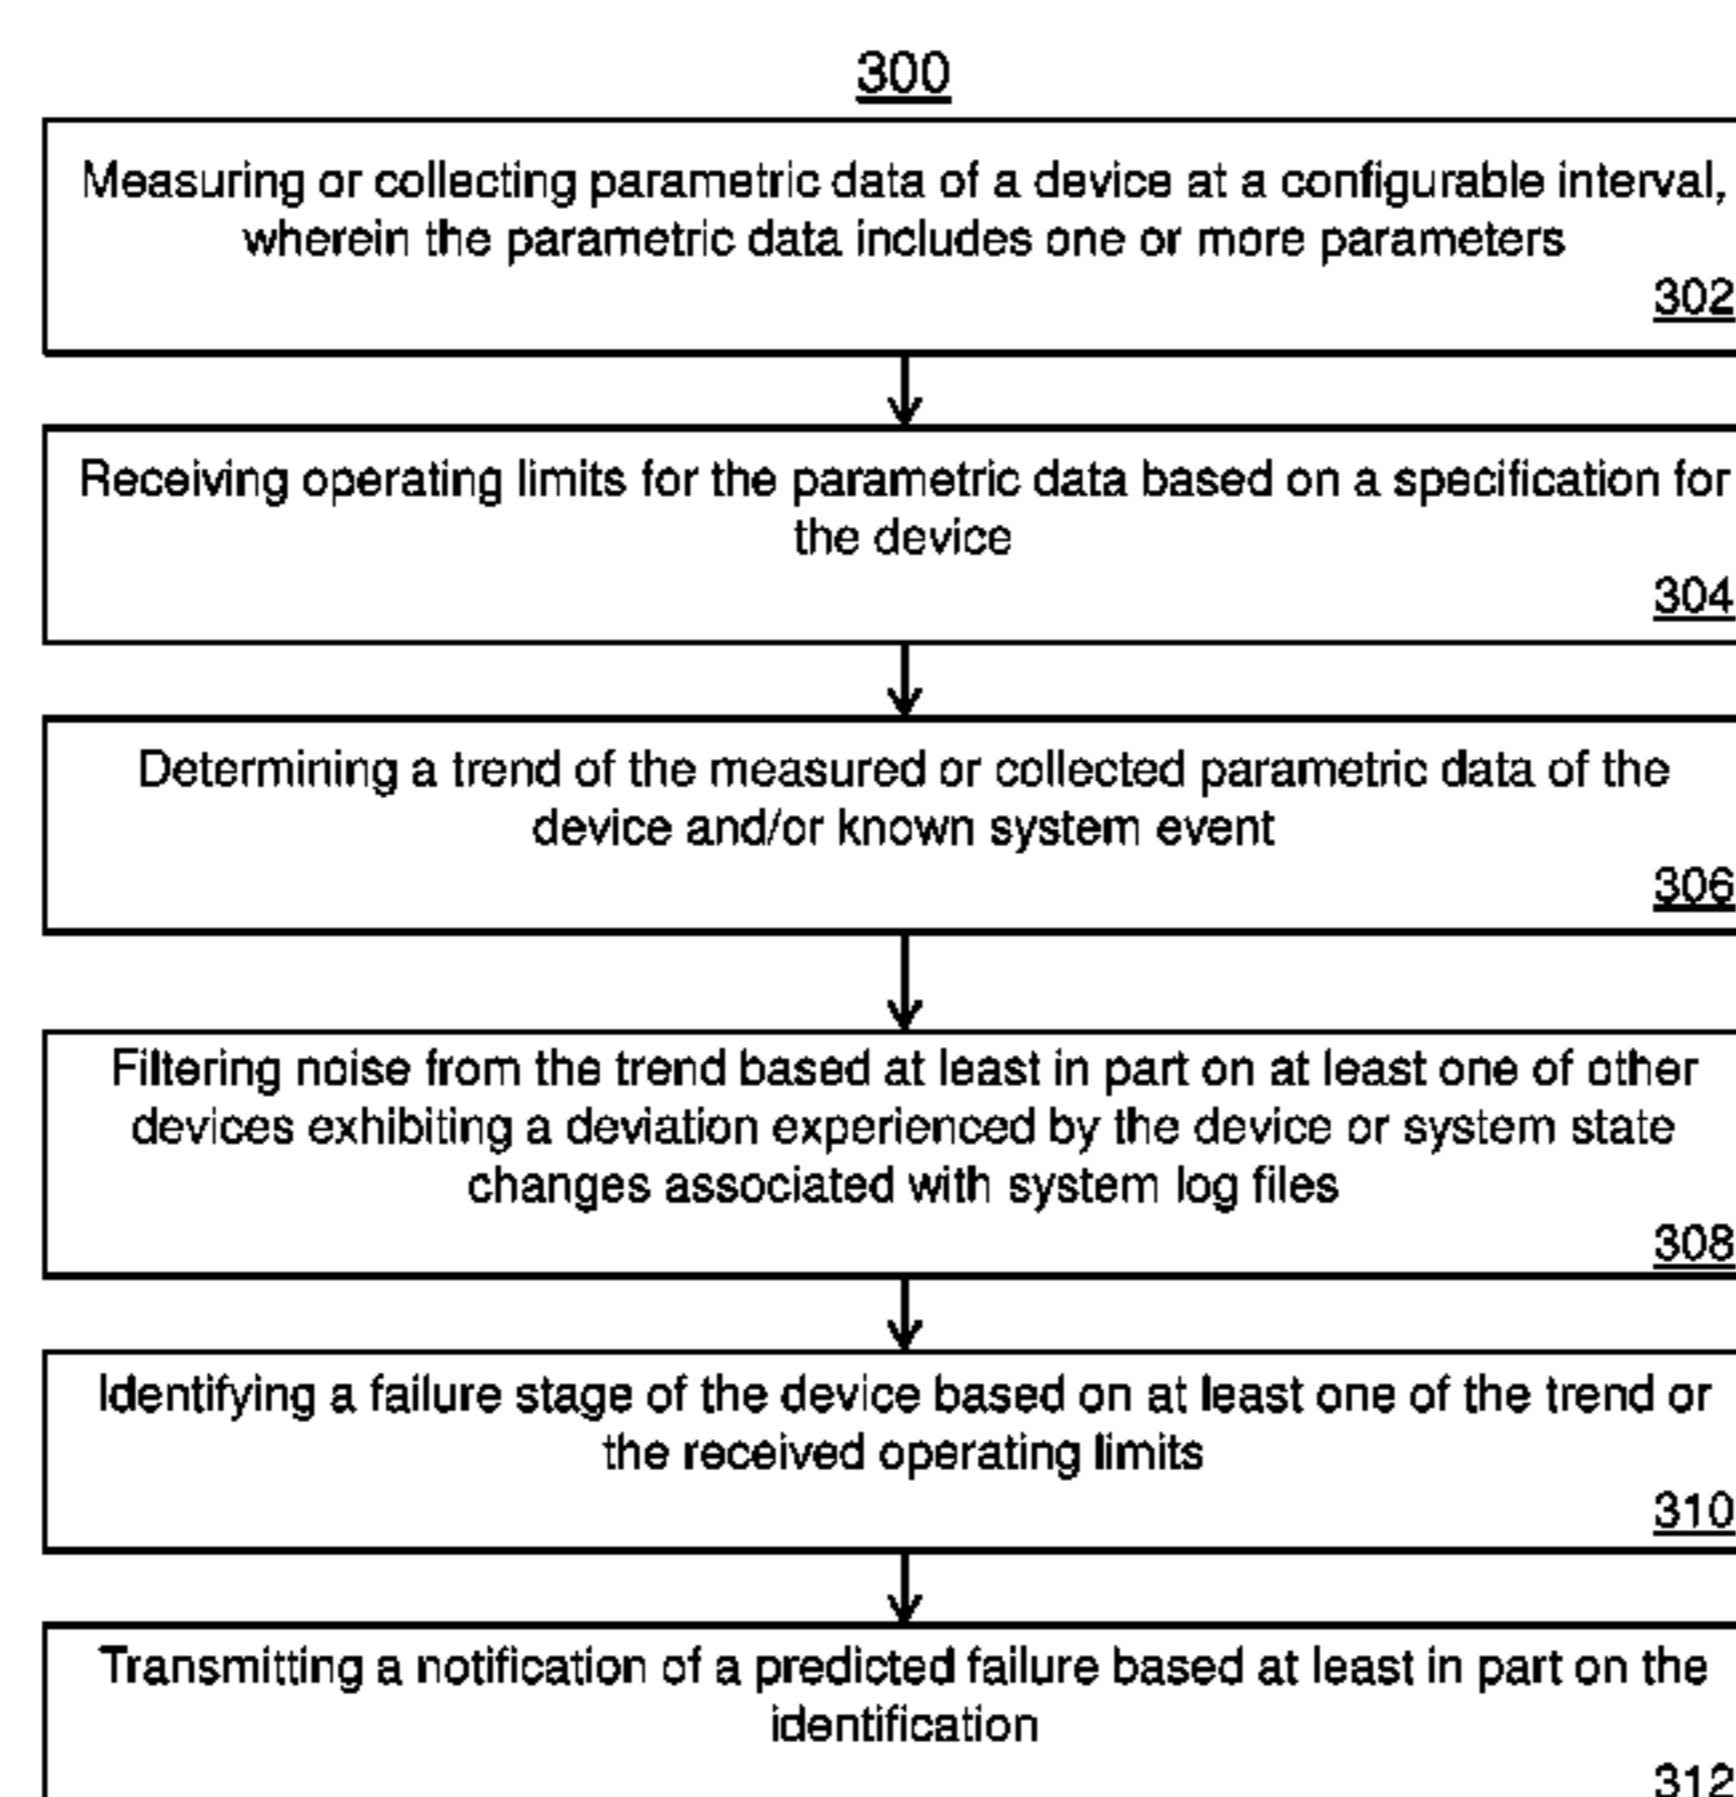 300
Measuring or collecting parametric data of a device at a configurable interval,
wherein the parametric data includes one or more parameters
302
Receiving operating limits for the parametric data based on a specification for
the device
304
Determining a trend of the measured or collected parametric data of the
device and/or known system event
306
Filtering noise from the trend based at least in part on at least one of other
devices exhibiting a deviation experienced by the device or system state
changes associated with system log files
308
Identifying a failure stage of the device based on at least one of the trend or
the received operating limits
310
Transmitting a notification of a predicted failure based at least in part on the
identification
312